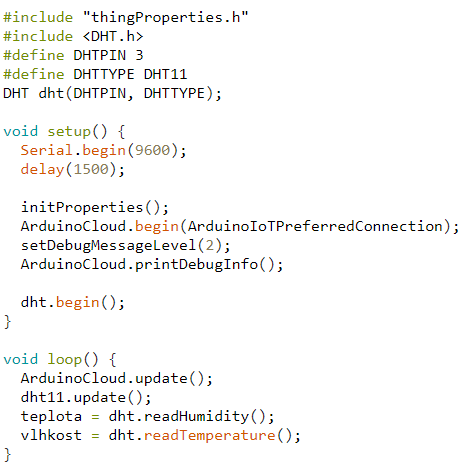 #include "thingProperties.h"
#include <DHT.h>
#define DHTPIN 3
#define DHTTYPE DHT11
DHT dht(DHTPIN, DHTTYPE);

void setup() {
  Serial.begin(9600);
  delay(1500);

  initProperties();
  ArduinoCloud.begin(ArduinoIoTPreferredConnection);
  setDebugMessageLevel(2);
  ArduinoCloud.printDebugInfo();

  dht.begin();
}

void loop() {
  ArduinoCloud.update();
  dht11.update();
  teplota = dht.readHumidity();
  vlhkost = dht.readTemperature();
}